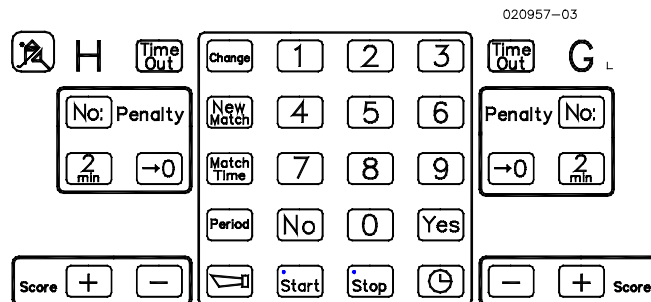 020957-03
H Time Out Change 1 2 3 Time Out G
No: Penalty New Match 4 5 6 Penalty No:
2 min →0 Match Time 7 8 9 →0 2 min
Period No 0 Yes
Score + - Start Stop - + Score